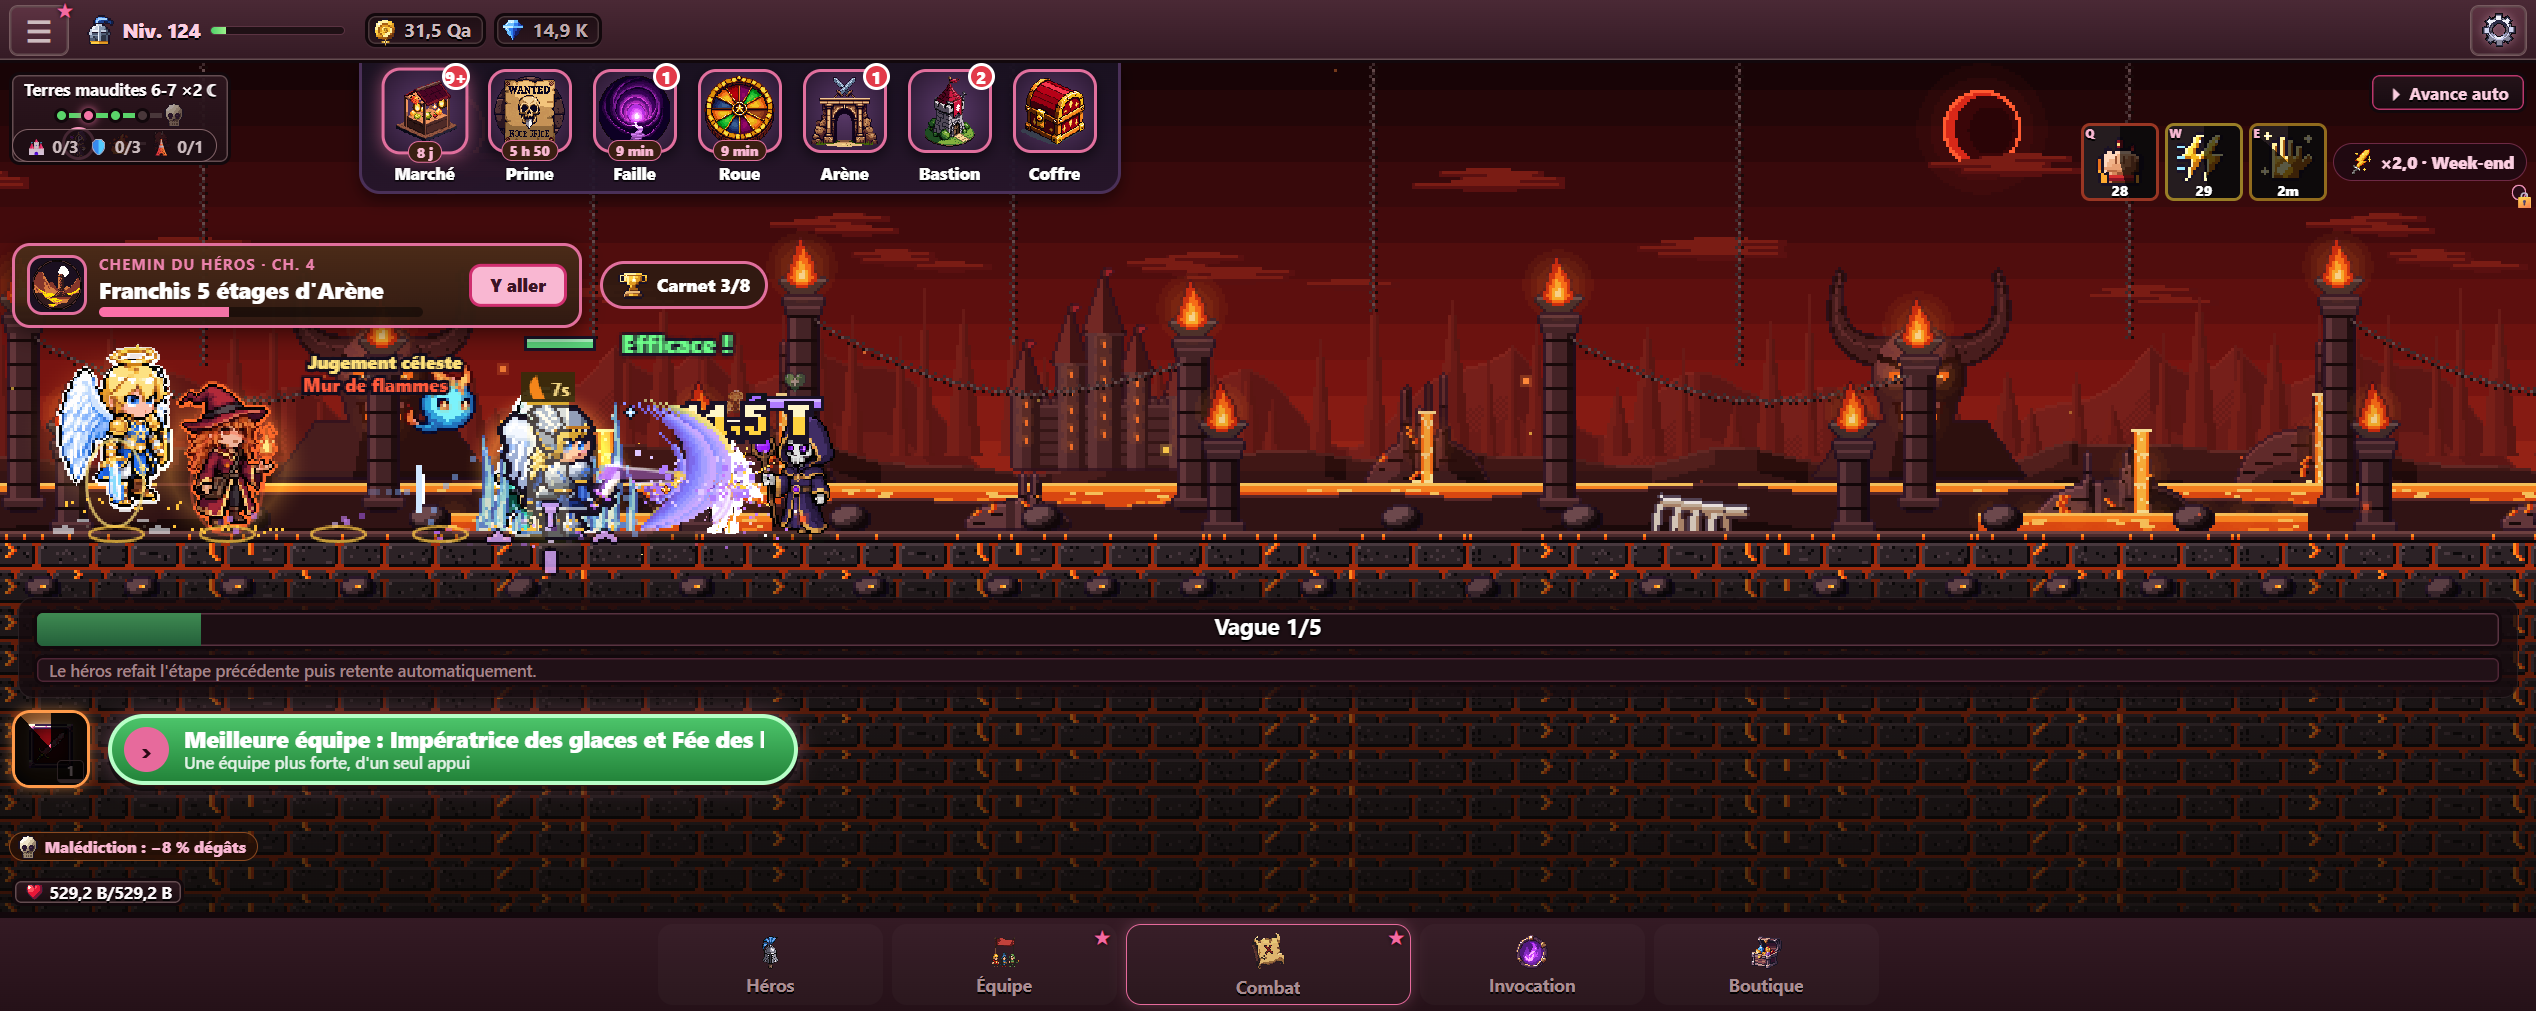 Niv. 124
31,5 Qa
14,9 K
Terres maudites 6-7 ×2 ☾
0/3
0/3
0/1
9+
8 j
Marché
WANTED
5 h 50
Prime
1
9 min
Faille
9 min
Roue
1
Arène
2
Bastion
Coffre
Avance auto
Q
28
W
29
E
2m
×2,0 · Week-end
CHEMIN DU HÉROS · CH. 4
Franchis 5 étages d'Arène
Y aller
Carnet 3/8
Efficace !
Jugement céleste
Mur de flammes
7s
Vague 1/5
Le héros refait l'étape précédente puis retente automatiquement.
1
Meilleure équipe : Impératrice des glaces et Fée des
Une équipe plus forte, d'un seul appui
Malédiction : −8 % dégâts
529,2 B/529,2 B
Héros
Équipe
Combat
Invocation
Boutique